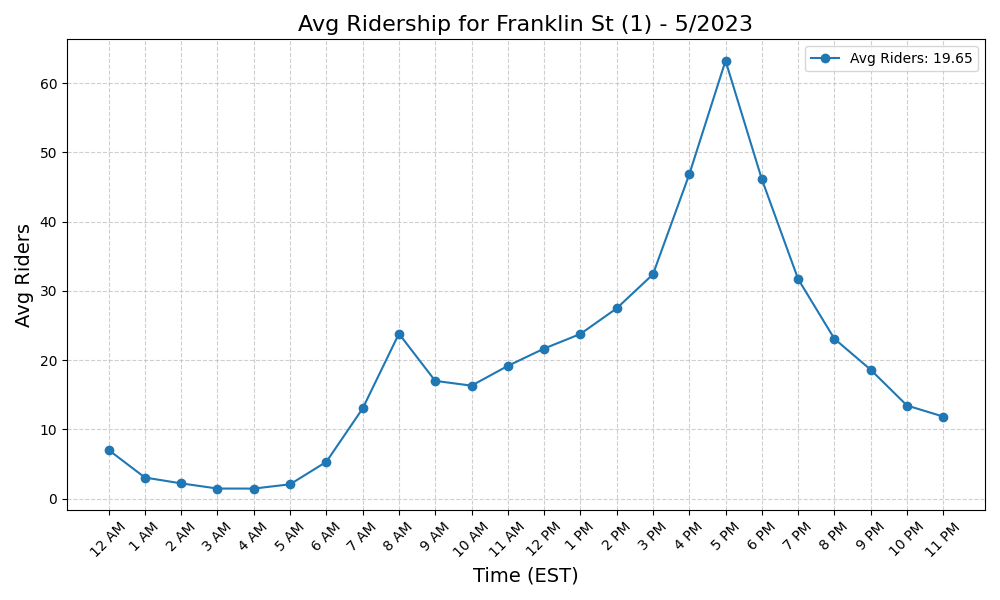 Avg Ridership for Franklin St (1) - 5/2023
Avg Riders: 19.65
Avg Riders
60
50
40
30
20
10
0
12 AM
1 AM
2 AM
3 AM
4 AM
5 AM
6 AM
7 AM
8 AM
9 AM
10 AM
11 AM
12 PM
1 PM
2 PM
3 PM
4 PM
5 PM
6 PM
7 PM
8 PM
9 PM
10 PM
11 PM
Time (EST)